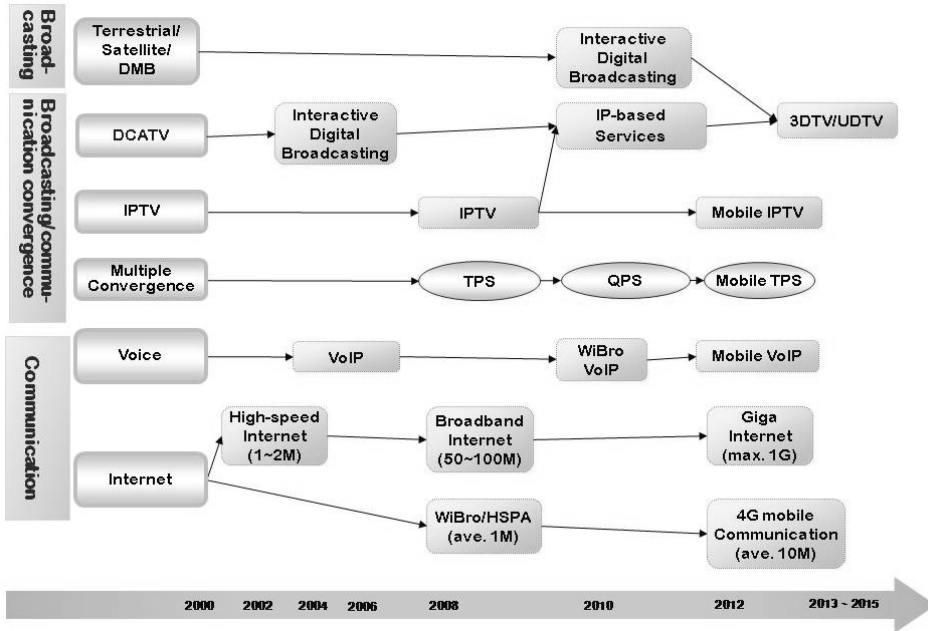 Broad-
casting
Terrestrial/
Satellite/
DMB
Interactive
Digital
Broadcasting
Broadcasting/commu-
nication convergence
DCATV
Interactive
Digital
Broadcasting
IP-based
Services
3DTV/UDTV
IPTV
IPTV
Mobile IPTV
Multiple
Convergence
TPS
QPS
Mobile TPS
Communication
Voice
VoIP
WiBro
VoIP
Mobile VoIP
Internet
High-speed
Internet
(1~2M)
Broadband
Internet
(50~100M)
Giga
Internet
(max. 1G)
WiBro/HSPA
(ave. 1M)
4G mobile
Communication
(ave. 10M)
2000 2002 2004 2006 2008 2010 2012 2013 ~ 2015